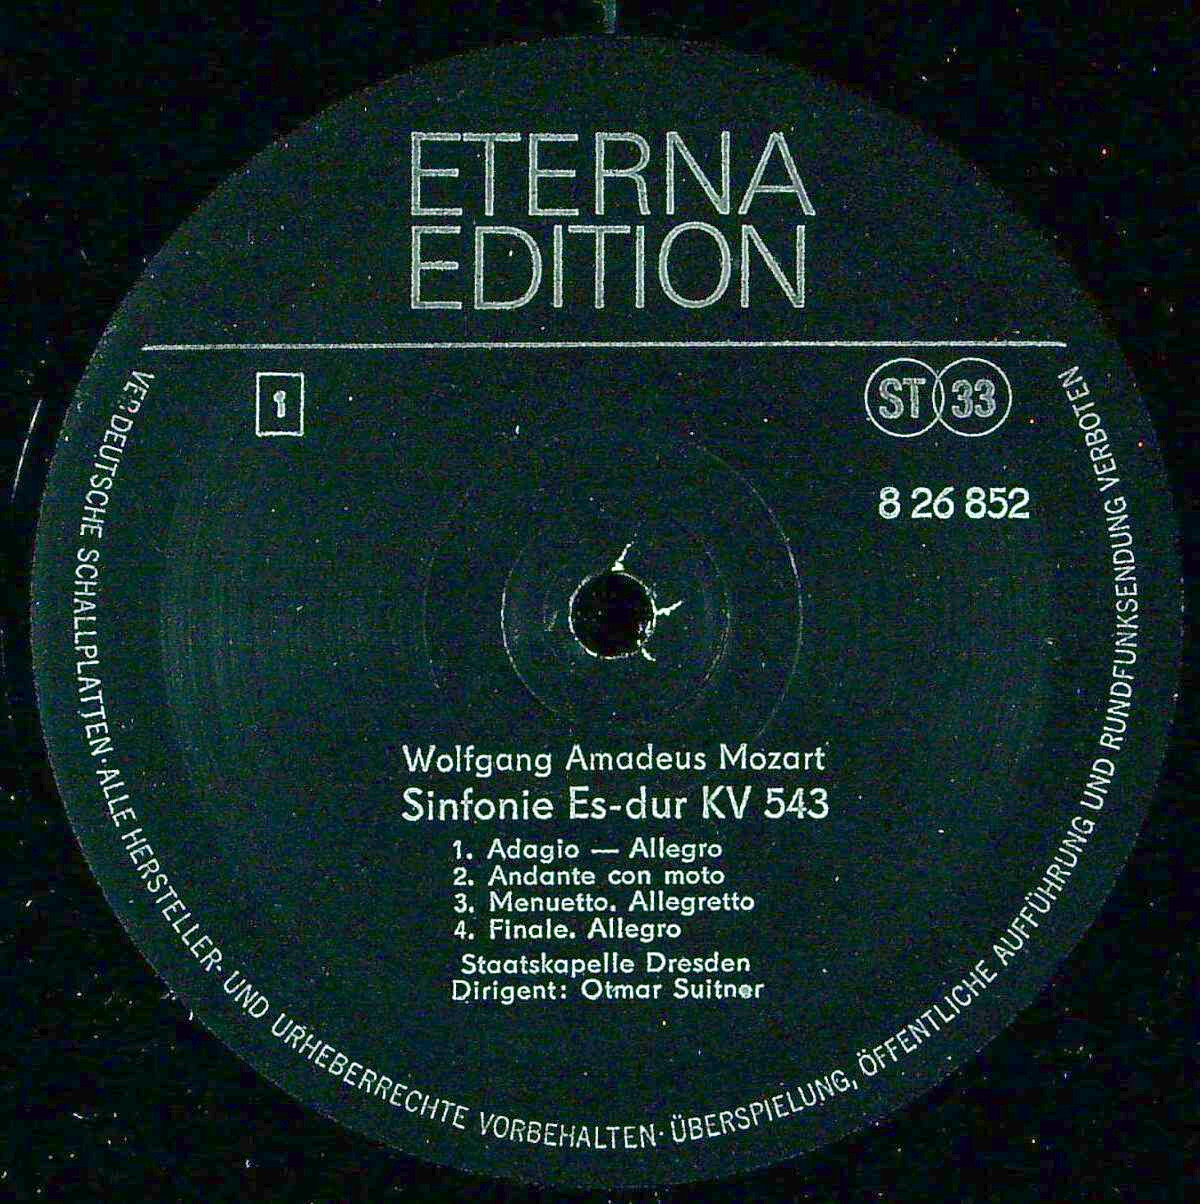 ETERNA
EDITION
1
ST 33
8 26 852
Wolfgang Amadeus Mozart
Sinfonie Es-dur KV 543
1. Adagio — Allegro
2. Andante con moto
3. Menuetto. Allegretto
4. Finale. Allegro
Staatskapelle Dresden
Dirigent: Otmar Suitner
VEB DEUTSCHE SCHALLPLATTEN · ALLE HERSTELLER- UND URHEBERRECHTE VORBEHALTEN · ÜBERSPIELUNG, ÖFFENTLICHE AUFFÜHRUNG UND RUNDFUNKSENDUNG VERBOTEN